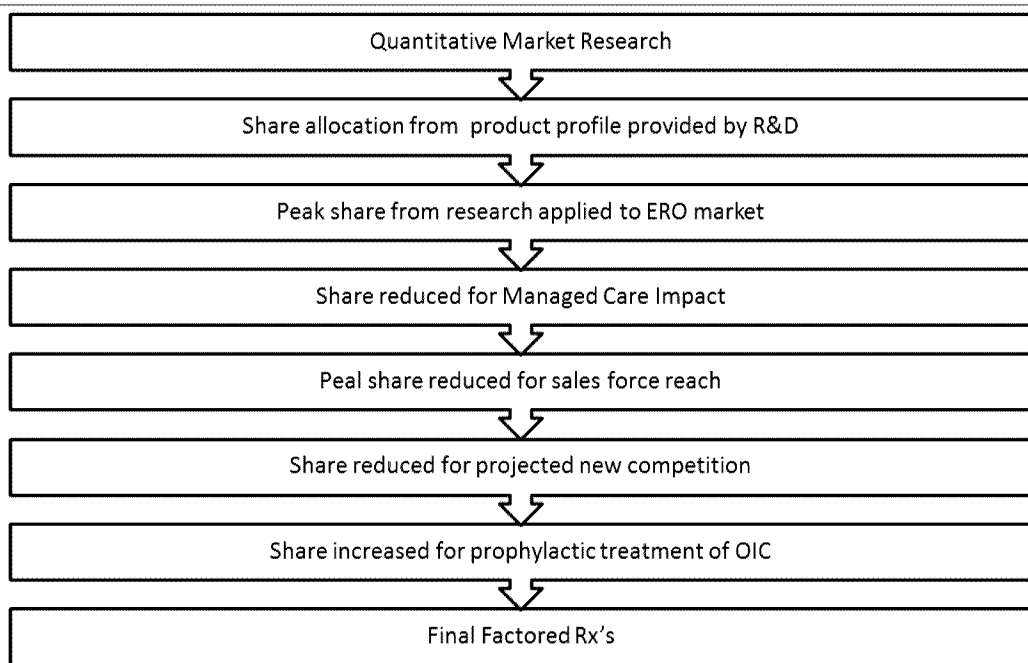 Quantitative Market Research
Share allocation from product profile provided by R&D
Peak share from research applied to ERO market
Share reduced for Managed Care Impact
Peal share reduced for sales force reach
Share reduced for projected new competition
Share increased for prophylactic treatment of OIC
Final Factored Rx's